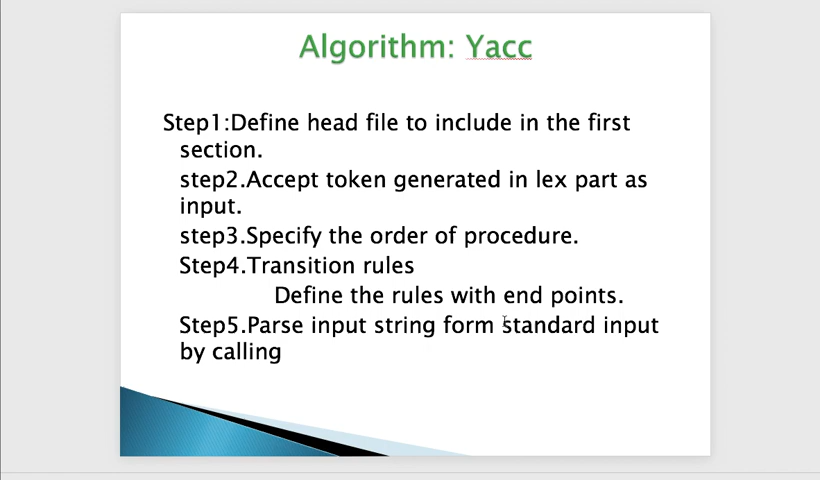 Algorithm: Yacc
Step1:Define head file to include in the first
section.
step2.Accept token generated in lex part as
input.
step3.Specify the order of procedure.
Step4.Transition rules
Define the rules with end points.
Step5.Parse input string form standard input
by calling